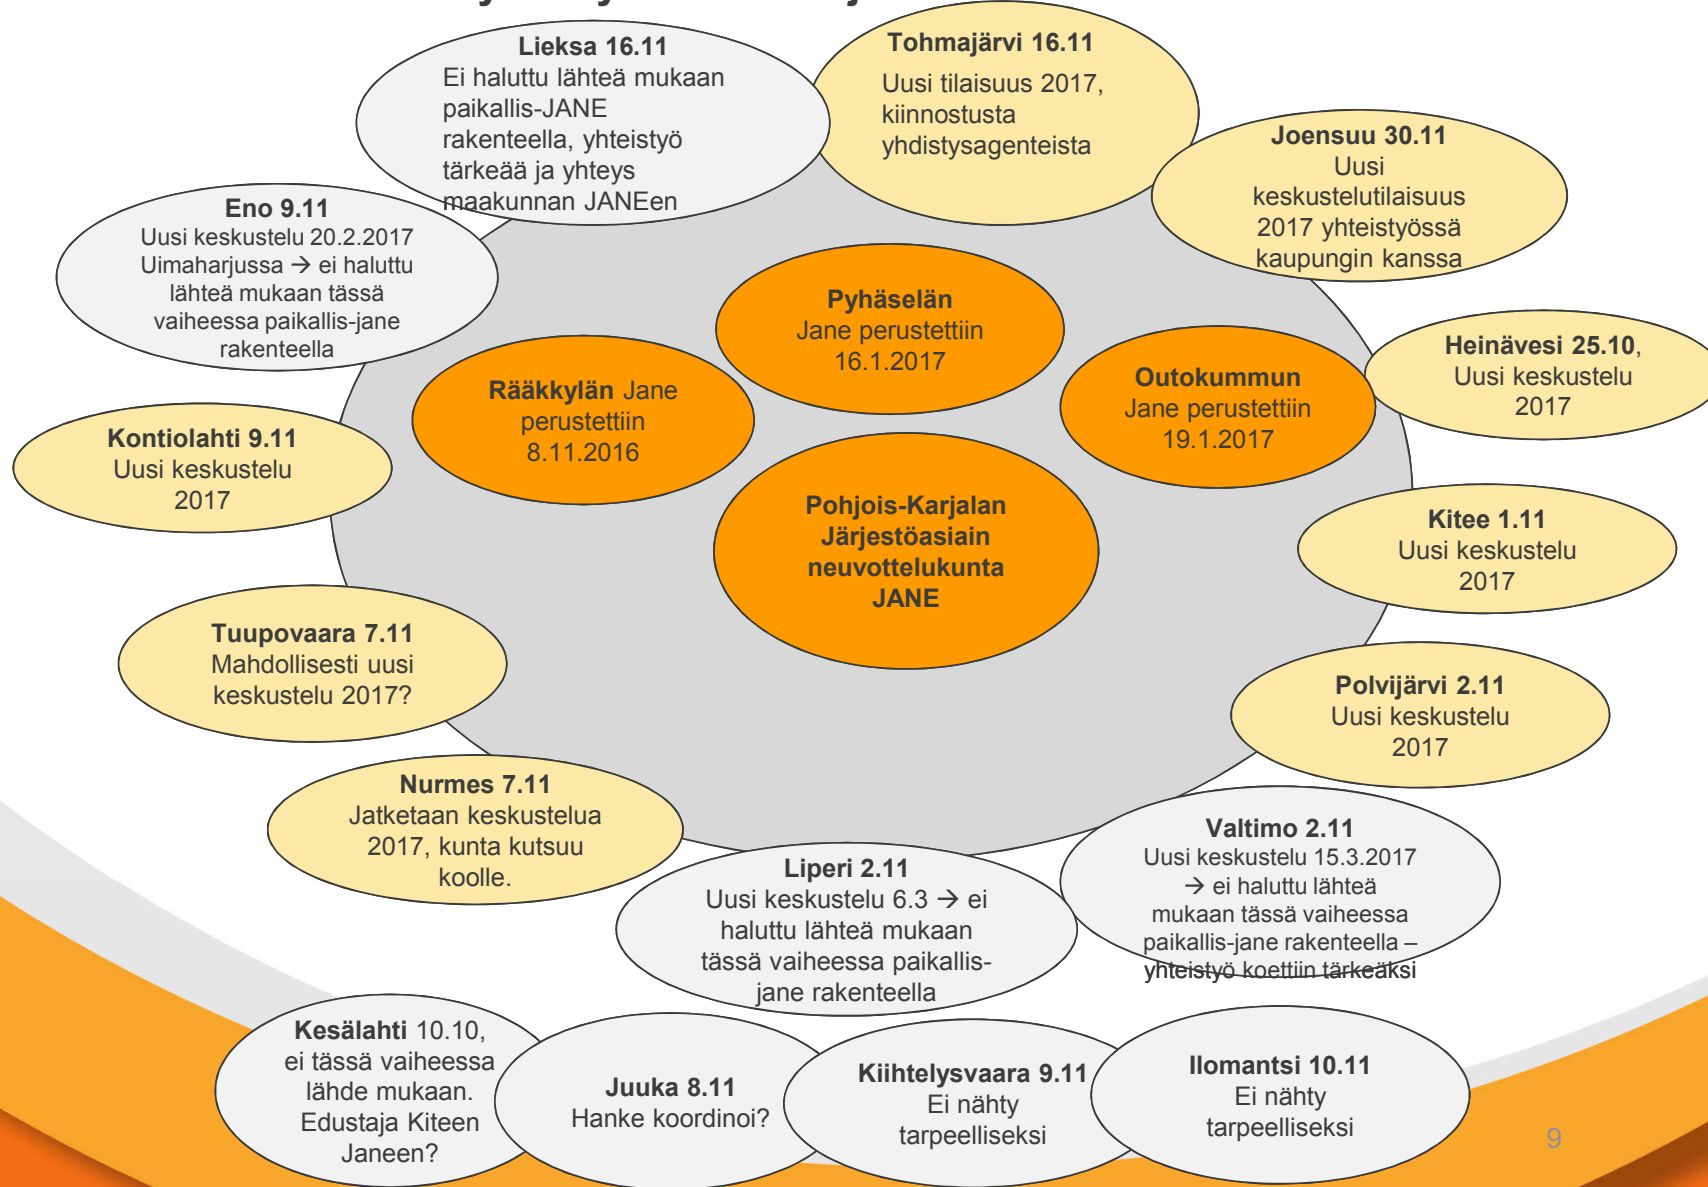 Lieksa 16.11
Ei haluttu lähteä mukaan
paikallis-JANE
rakenteella, yhteistyö
tärkeää ja yhteys
maakunnan JANEen
Tohmajärvi 16.11
Uusi tilaisuus 2017,
kiinnostusta
yhdistysagenteista
Joensuu 30.11
Uusi
keskustelutilaisuus
2017 yhteistyössä
kaupungin kanssa
Eno 9.11
Uusi keskustelu 20.2.2017
Uimaharjussa → ei haluttu
lähteä mukaan tässä
vaiheessa paikallis-jane
rakenteella
Pyhäselän
Jane perustettiin
16.1.2017
Heinävesi 25.10,
Uusi keskustelu
2017
Rääkkylän Jane
perustettiin
8.11.2016
Outokummun
Jane perustettiin
19.1.2017
Kontiolahti 9.11
Uusi keskustelu
2017
Pohjois-Karjalan
Järjestöasiain
neuvottelukunta
JANE
Kitee 1.11
Uusi keskustelu
2017
Tuupovaara 7.11
Mahdollisesti uusi
keskustelu 2017?
Polvijärvi 2.11
Uusi keskustelu
2017
Nurmes 7.11
Jatketaan keskustelua
2017, kunta kutsuu
koolle.
Liperi 2.11
Uusi keskustelu 6.3 → ei
haluttu lähteä mukaan
tässä vaiheessa paikallis-
jane rakenteella
Valtimo 2.11
Uusi keskustelu 15.3.2017
→ ei haluttu lähteä
mukaan tässä vaiheessa
paikallis-jane rakenteella –
yhteistyö koettiin tärkeäksi
Kesälahti 10.10,
ei tässä vaiheessa
lähde mukaan.
Edustaja Kiteen
Janeen?
Juuka 8.11
Hanke koordinoi?
Kiihtelysvaara 9.11
Ei nähty
tarpeelliseksi
Ilomantsi 10.11
Ei nähty
tarpeelliseksi
9